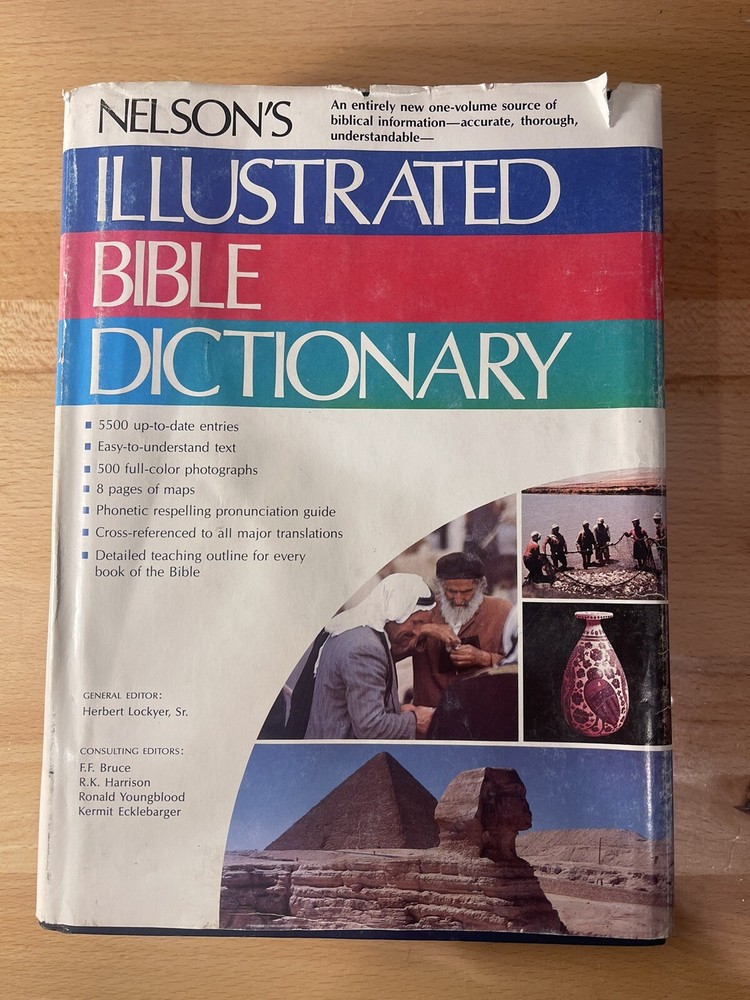 NELSON'S
An entirely new one-volume source of
biblical information—accurate, thorough,
understandable—
ILLUSTRATED
BIBLE
DICTIONARY
5500 up-to-date entries
Easy-to-understand text
500 full-color photographs
8 pages of maps
Phonetic respelling pronunciation guide
Cross-referenced to all major translations
Detailed teaching outline for every
book of the Bible
GENERAL EDITOR:
Herbert Lockyer, Sr.
CONSULTING EDITORS:
F.F. Bruce
R.K. Harrison
Ronald Youngblood
Kermit Ecklebarger